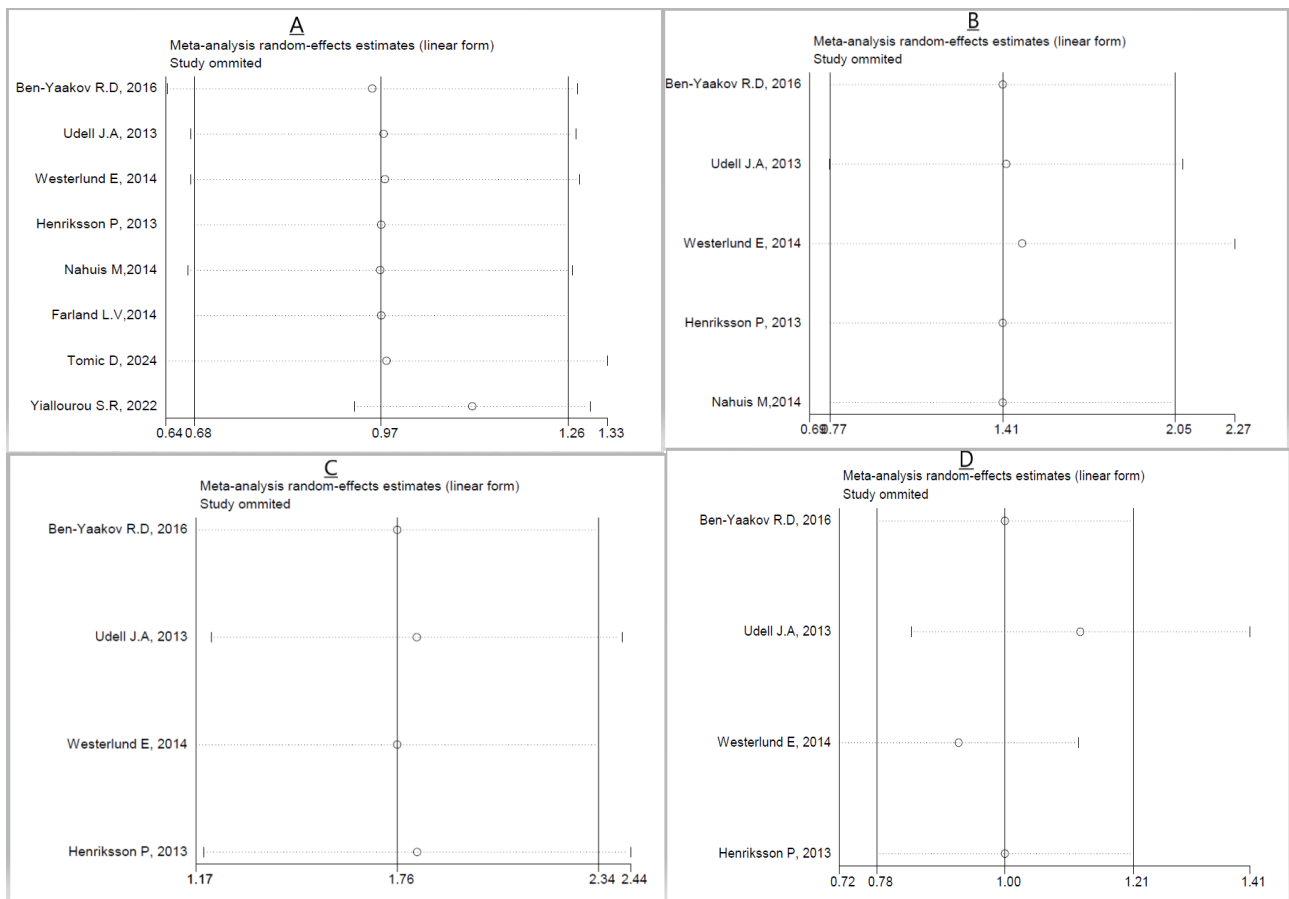 A
Meta-analysis random-effects estimates (linear form)
Study ommited
Ben-Yaakov R.D, 2016
Udell J.A, 2013
Westerlund E, 2014
Henriksson P, 2013
Nahuis M,2014
Farland L.V,2014
Tomic D, 2024
Yiallourou S.R, 2022
0.64 0.68 0.97 1.26 1.33
B
Meta-analysis random-effects estimates (linear form)
Study ommited
Ben-Yaakov R.D, 2016
Udell J.A, 2013
Westerlund E, 2014
Henriksson P, 2013
Nahuis M,2014
0.69 0.77 1.41 2.05 2.27
C
Meta-analysis random-effects estimates (linear form)
Study ommited
Ben-Yaakov R.D, 2016
Udell J.A, 2013
Westerlund E, 2014
Henriksson P, 2013
1.17 1.76 2.34 2.44
D
Meta-analysis random-effects estimates (linear form)
Study ommited
Ben-Yaakov R.D, 2016
Udell J.A, 2013
Westerlund E, 2014
Henriksson P, 2013
0.72 0.78 1.00 1.21 1.41